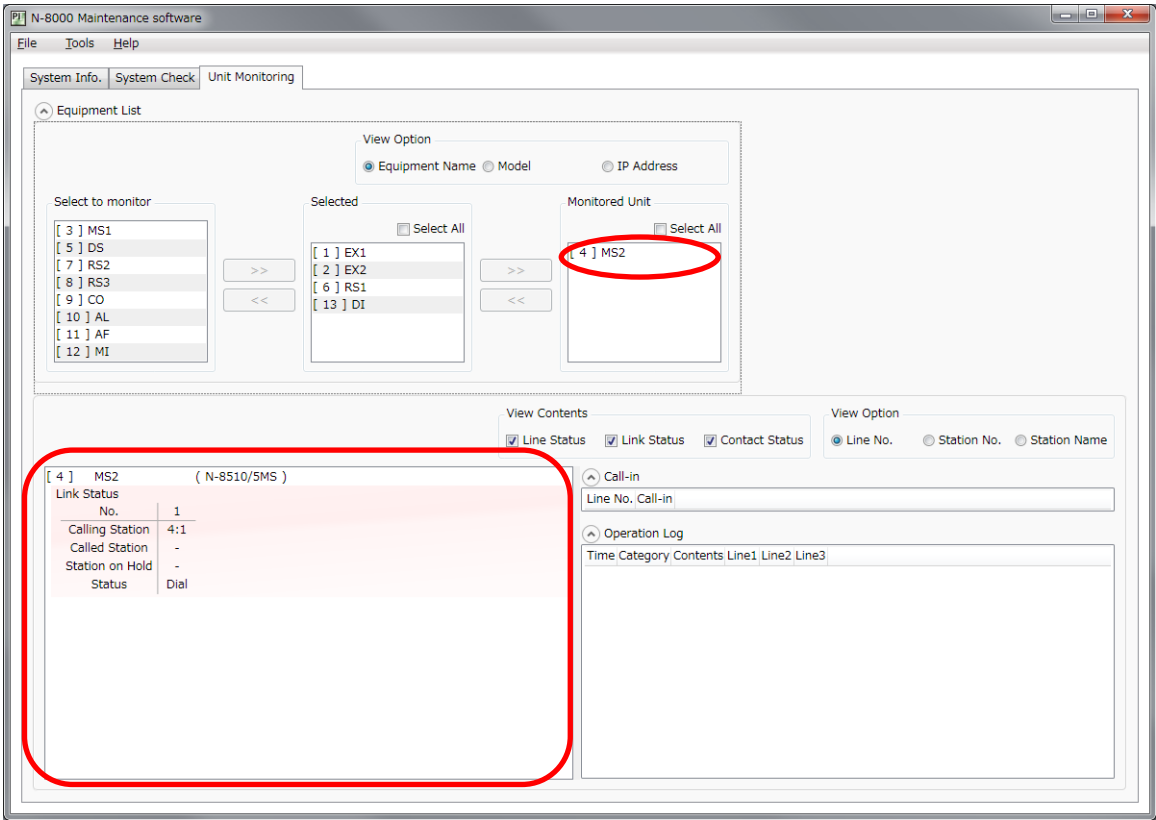 N-8000 Maintenance software
File Tools Help
System Info. System Check Unit Monitoring
Equipment List
View Option
Equipment Name Model IP Address
Select to monitor
[ 3 ] MS1
[ 5 ] DS
[ 7 ] RS2
[ 8 ] RS3
[ 9 ] CO
[ 10 ] AL
[ 11 ] AF
[ 12 ] MI
>>
<<
Selected
Select All
[ 1 ] EX1
[ 2 ] EX2
[ 6 ] RS1
[ 13 ] DI
>>
<<
Monitored Unit
Select All
[ 4 ] MS2
View Contents
Line Status Link Status Contact Status
View Option
Line No. Station No. Station Name
[ 4 ] MS2 ( N-8510/5MS )
Link Status
No. 1
Calling Station 4:1
Called Station -
Station on Hold -
Status Dial
Call-in
Line No. Call-in
Operation Log
Time Category Contents Line1 Line2 Line3